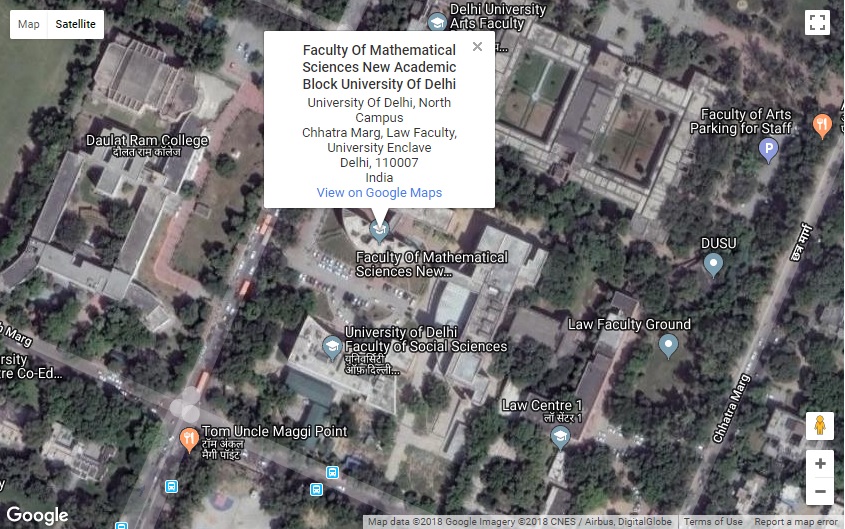 Map
Satellite
Delhi University
Arts Faculty
Faculty Of Mathematical
Sciences New Academic
Block University Of Delhi
University Of Delhi, North
Campus
Chhatra Marg, Law Faculty,
University Enclave
Delhi, 110007
India
View on Google Maps
Daulat Ram College
दौलत राम कॉलेज
Faculty of Arts
Parking for Staff
P
छत्र मार्ग
DUSU
Faculty Of Mathematical
Sciences New...
Law Faculty Ground
University of Delhi
Faculty of Social Sciences
यूनिवर्सिटी
ऑफ़ दिल्ली...
Marg
Chhatra Marg
Law Centre 1
लॉ सेंटर 1
Tom Uncle Maggi Point
टॉम अंकल
मैगी पॉइंट
Google
Map data ©2018 Google Imagery ©2018 CNES / Airbus, DigitalGlobe
Terms of Use
Report a map error